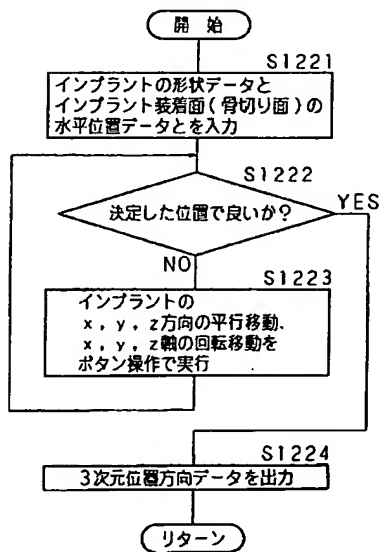 開 始
S1221
インプラントの形状データと
インプラント装着面(骨切り面)の
水平位置データとを入力
S1222
決定した位置で良いか?
YES
NO
S1223
インプラントの
x，y，z方向の平行移動、
x，y，z軸の回転移動を
ボタン操作で実行
S1224
3次元位置方向データを出力
リターン